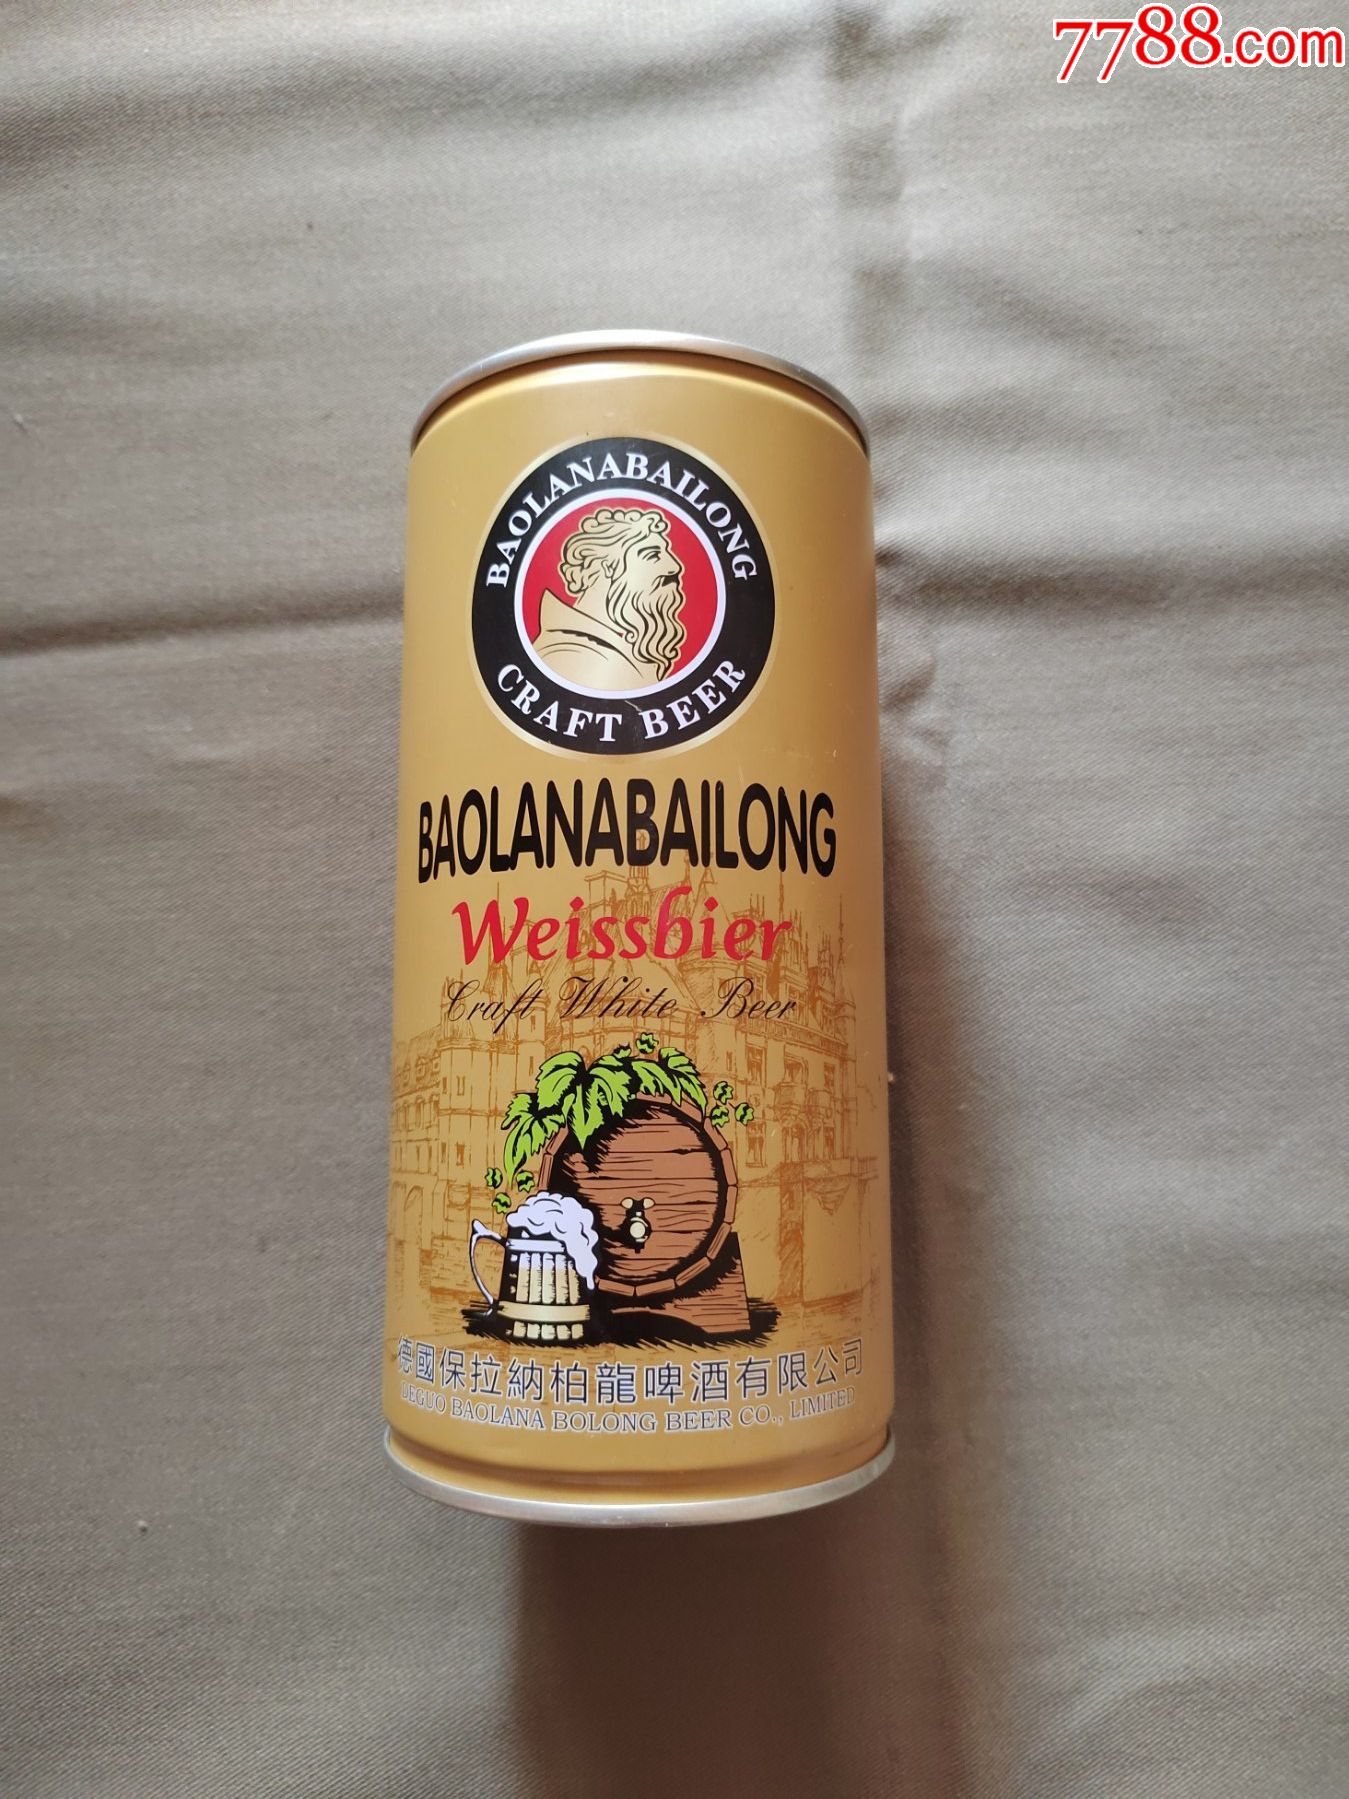 7788.com
BAOLANABAILONG
CRAFT BEER
BAOLANABAILONG
Weissbier
Craft White Beer
德國保拉納柏龍啤酒有限公司
DEGUO BAOLANA BOLONG BEER CO., LIMITED